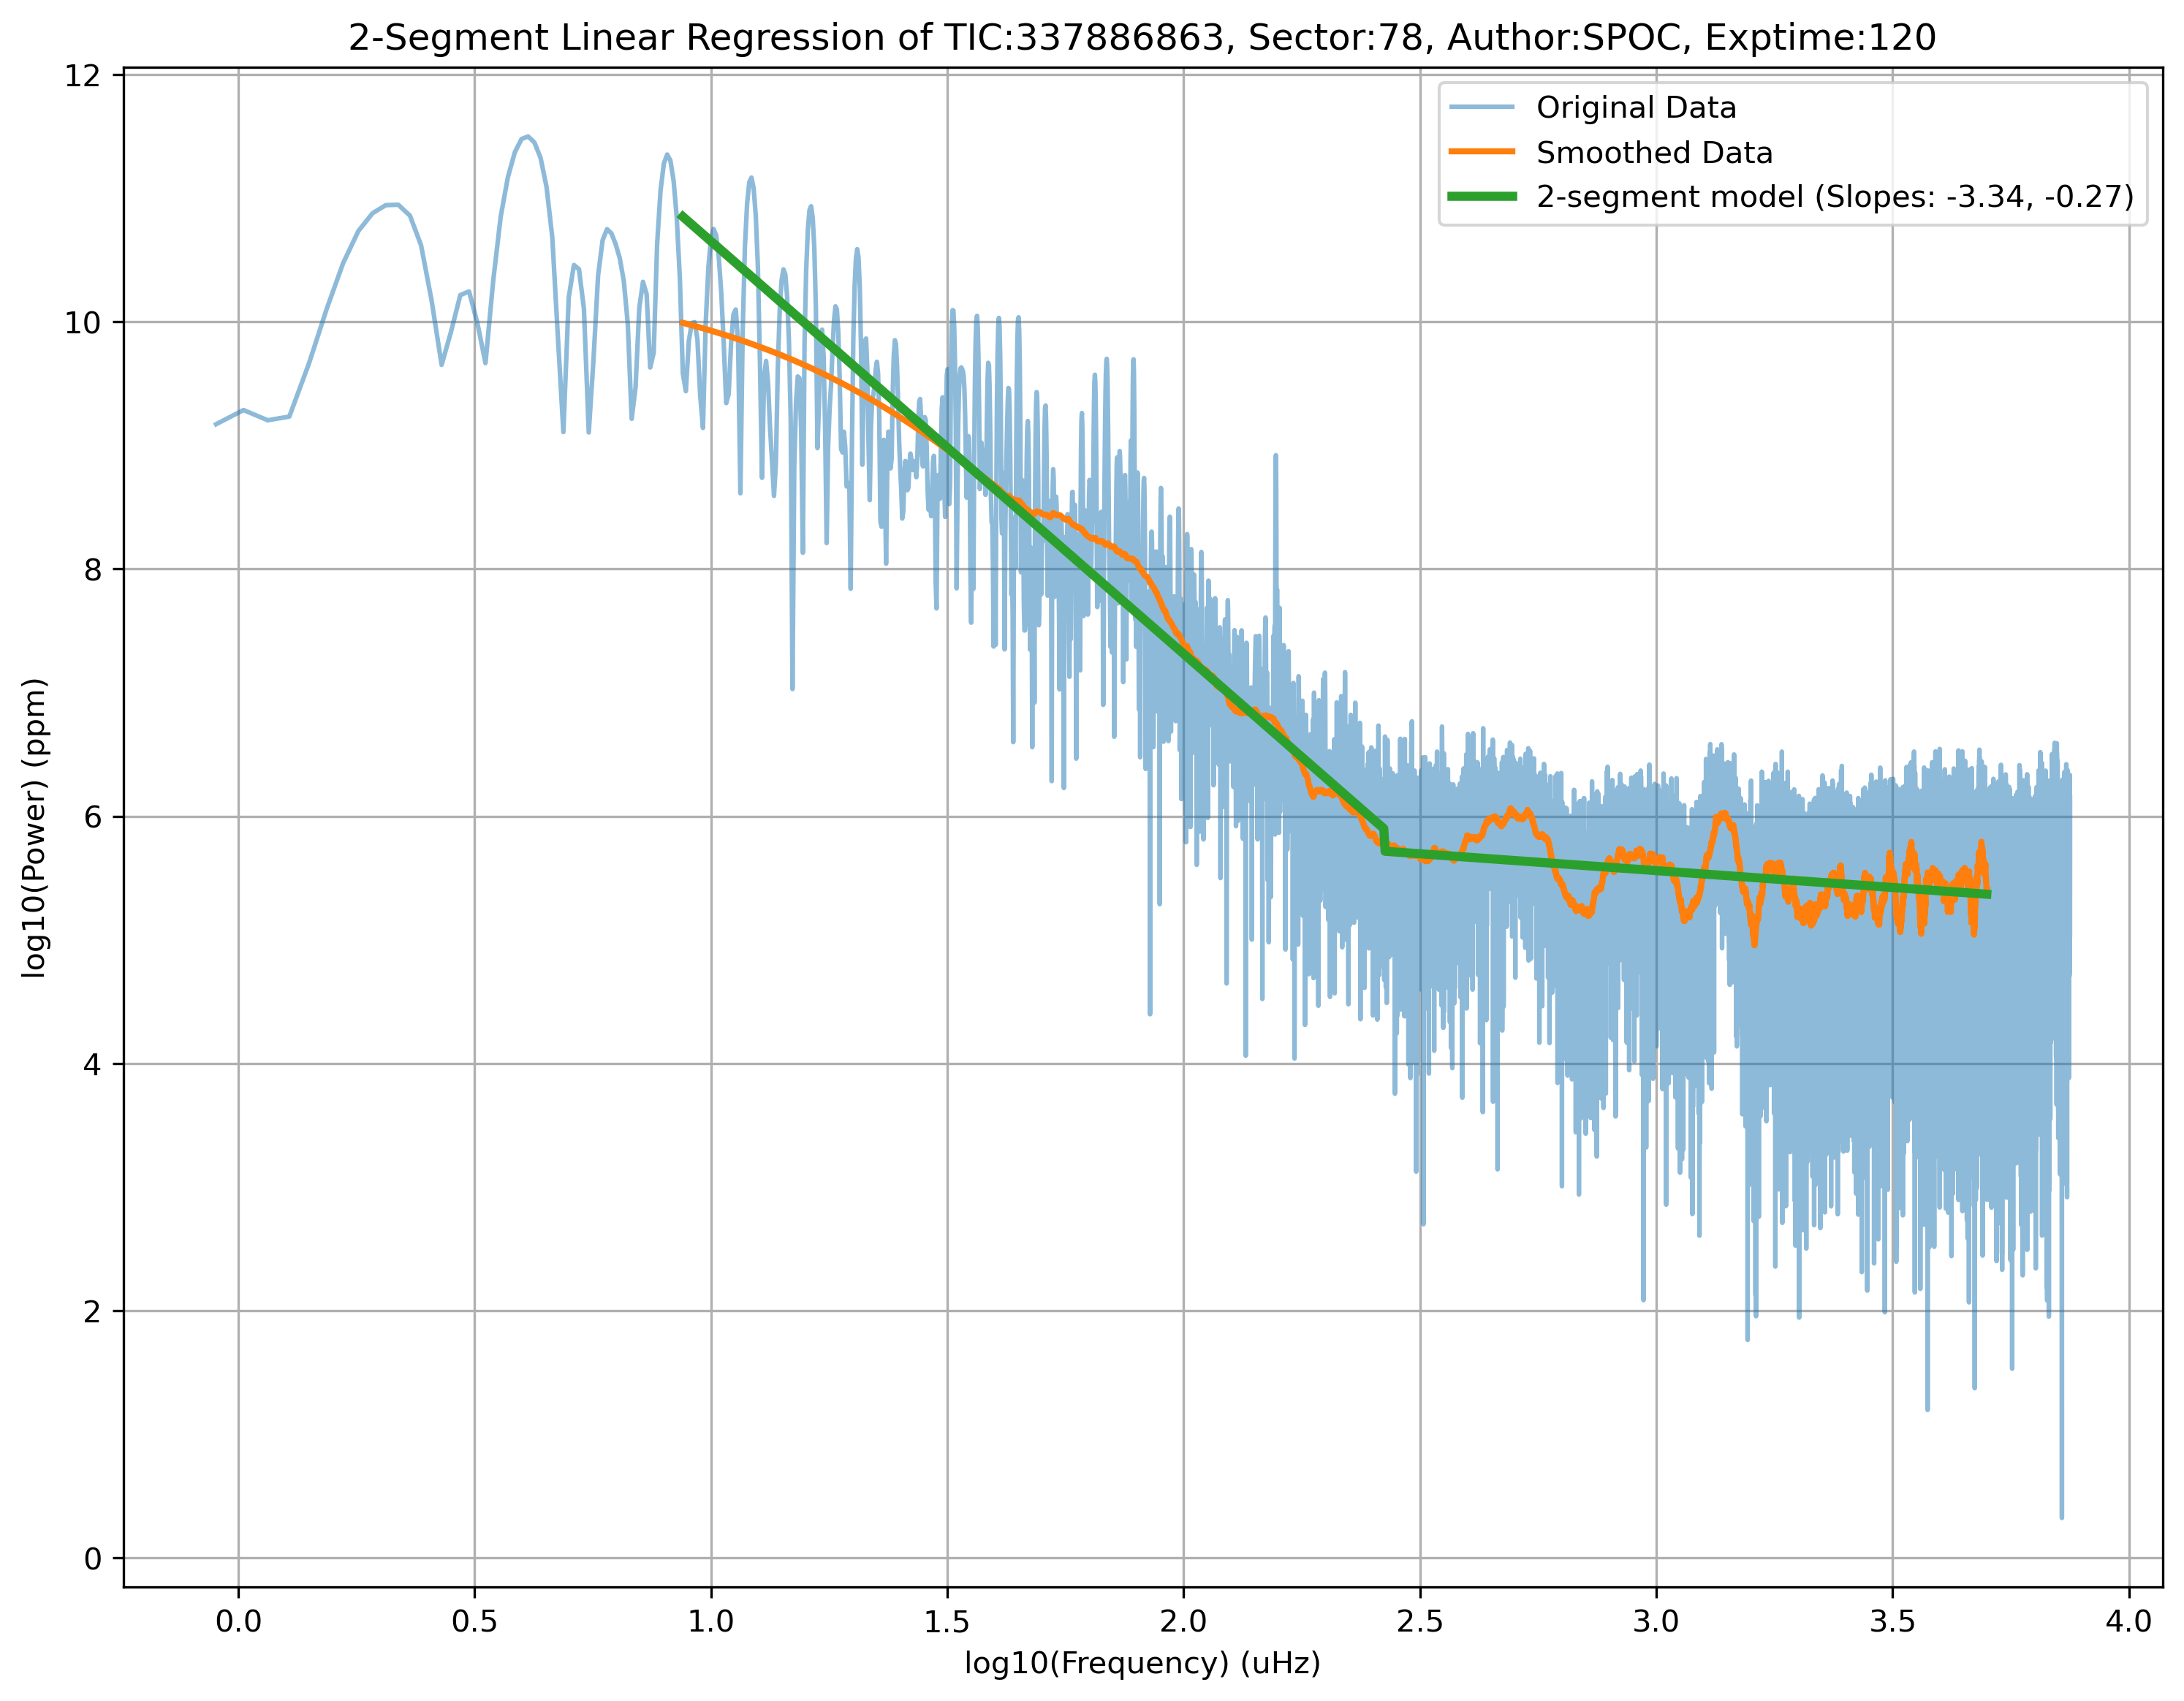 2-Segment Linear Regression of TIC:337886863, Sector:78, Author:SPOC, Exptime:120
Original Data
Smoothed Data
2-segment model (Slopes: -3.34, -0.27)
log10(Power) (ppm)
12
10
8
6
4
2
0
0.0 0.5 1.0 1.5 2.0 2.5 3.0 3.5 4.0
log10(Frequency) (uHz)